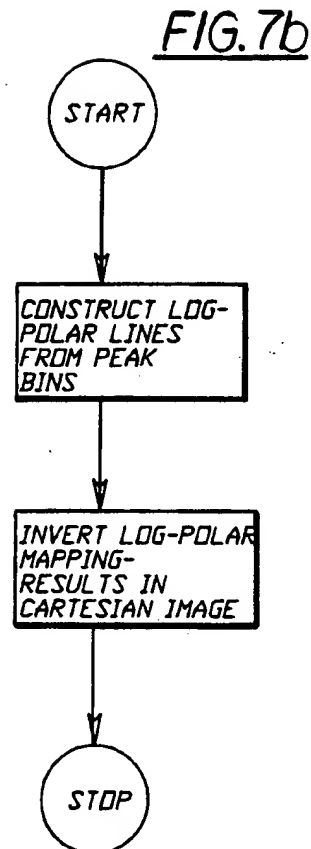 FIG. 7b
START
CONSTRUCT LOG-
POLAR LINES
FROM PEAK
BINS
INVERT LOG-POLAR
MAPPING-
RESULTS IN
CARTESIAN IMAGE
STOP